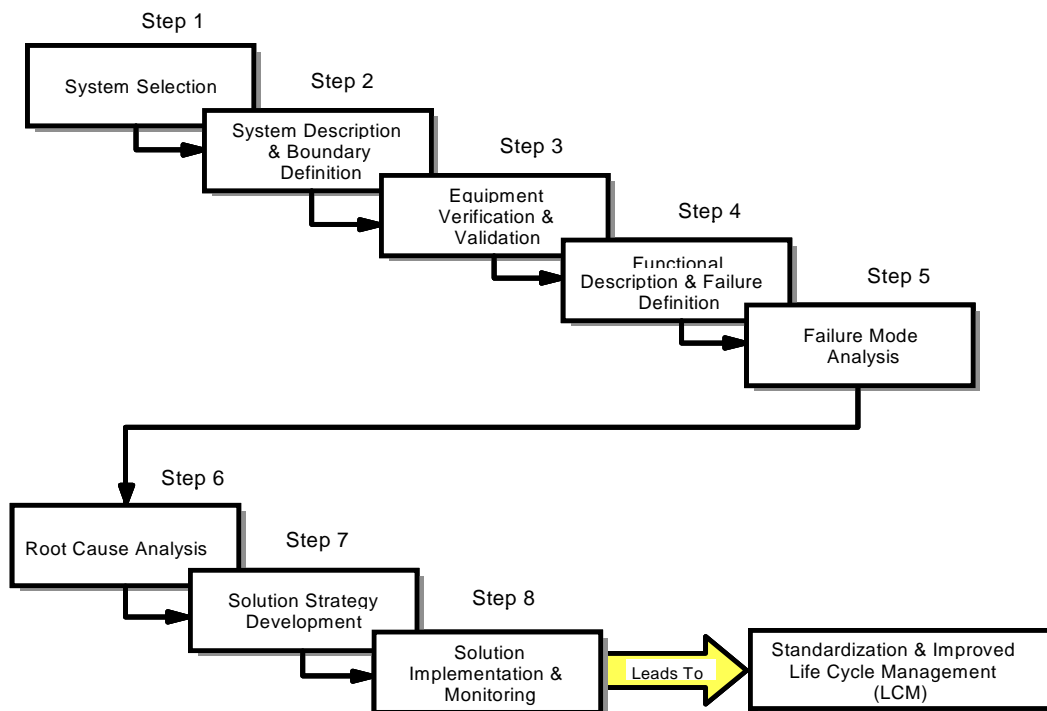 Step 1
System Selection
Step 2
System Description
& Boundary
Definition
Step 3
Equipment
Verification &
Validation
Step 4
Functional
Description & Failure
Definition
Step 5
Failure Mode
Analysis
Step 6
Root Cause Analysis
Step 7
Solution Strategy
Development
Step 8
Solution
Implementation &
Monitoring
Leads To
Standardization & Improved
Life Cycle Management
(LCM)